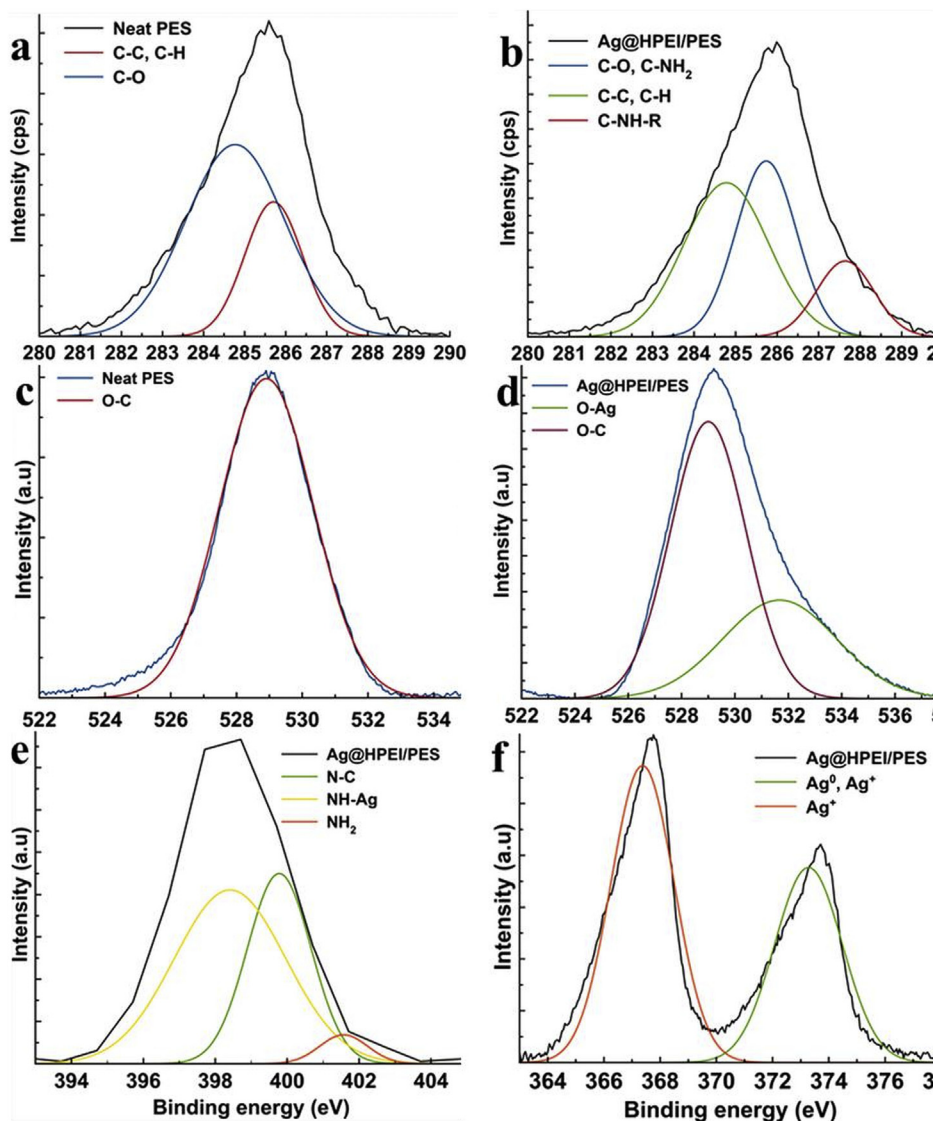 a
Neat PES
C-C, C-H
C-O
Intensity (cps)
280 281 282 283 284 285 286 287 288 289 290
b
Ag@HPEI/PES
C-O, C-NH₂
C-C, C-H
C-NH-R
Intensity (cps)
280 281 282 283 284 285 286 287 288 289
c
Neat PES
O-C
Intensity (a.u)
522 524 526 528 530 532 534
d
Ag@HPEI/PES
O-Ag
O-C
Intensity (a.u)
522 524 526 528 530 532 534 536
e
Ag@HPEI/PES
N-C
NH-Ag
NH₂
Intensity (a.u)
394 396 398 400 402 404
Binding energy (eV)
f
Ag@HPEI/PES
Ag⁰, Ag⁺
Ag⁺
Intensity (a.u)
364 366 368 370 372 374 376
Binding energy (eV)